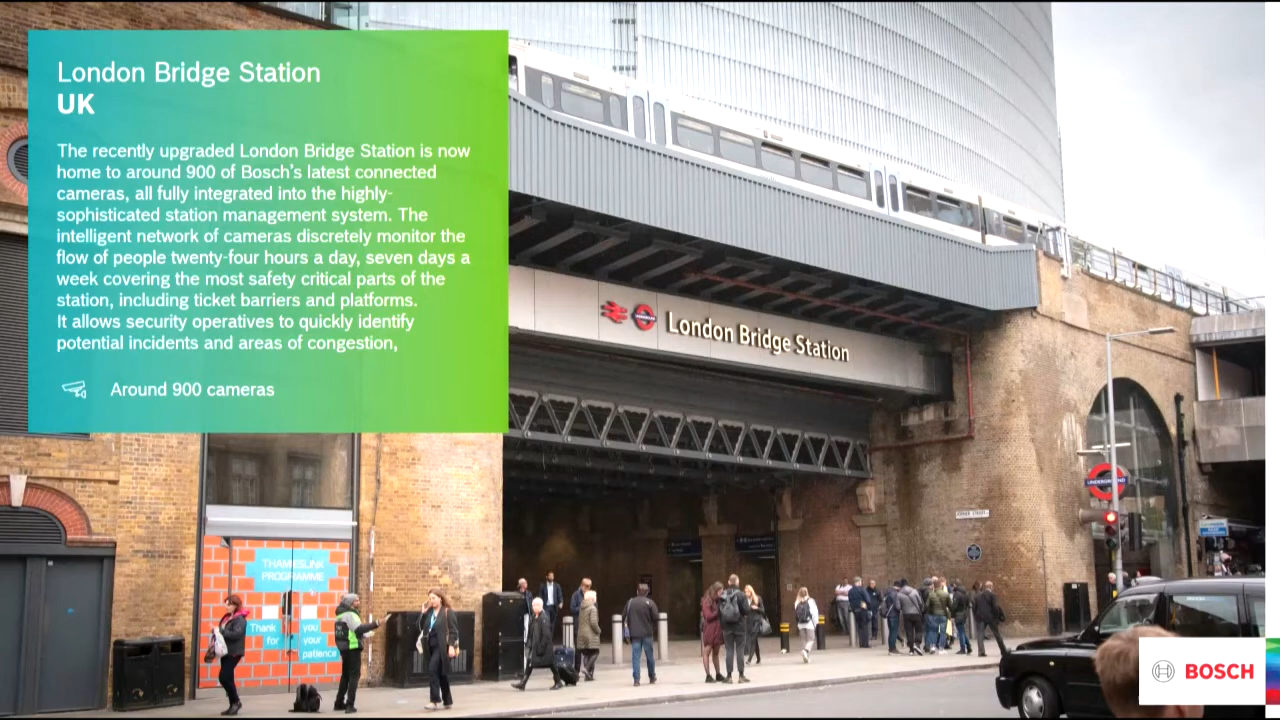 London Bridge Station
UK
The recently upgraded London Bridge Station is now
home to around 900 of Bosch's latest connected
cameras, all fully integrated into the highly-
sophisticated station management system. The
intelligent network of cameras discretely monitor the
flow of people twenty-four hours a day, seven days a
week covering the most safety critical parts of the
station, including ticket barriers and platforms.
It allows security operatives to quickly identify
potential incidents and areas of congestion,
Around 900 cameras
London Bridge Station
UNDERGROUND
THAMESLINK
PROGRAMME
Thank you
for your
patience
BOSCH